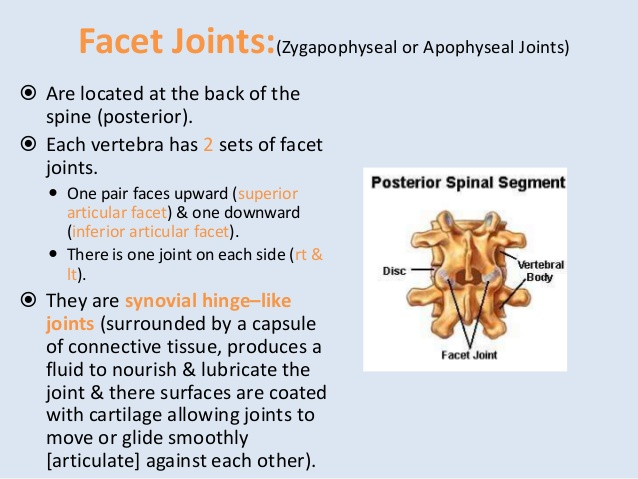 Facet Joints:(Zygapophyseal or Apophyseal Joints)
Are located at the back of the
spine (posterior).
Each vertebra has 2 sets of facet
joints.
One pair faces upward (superior
articular facet) & one downward
(inferior articular facet).
There is one joint on each side (rt &
lt).
They are synovial hinge–like
joints (surrounded by a capsule
of connective tissue, produces a
fluid to nourish & lubricate the
joint & there surfaces are coated
with cartilage allowing joints to
move or glide smoothly
[articulate] against each other).
Posterior Spinal Segment
Disc
Vertebral
Body
Facet Joint